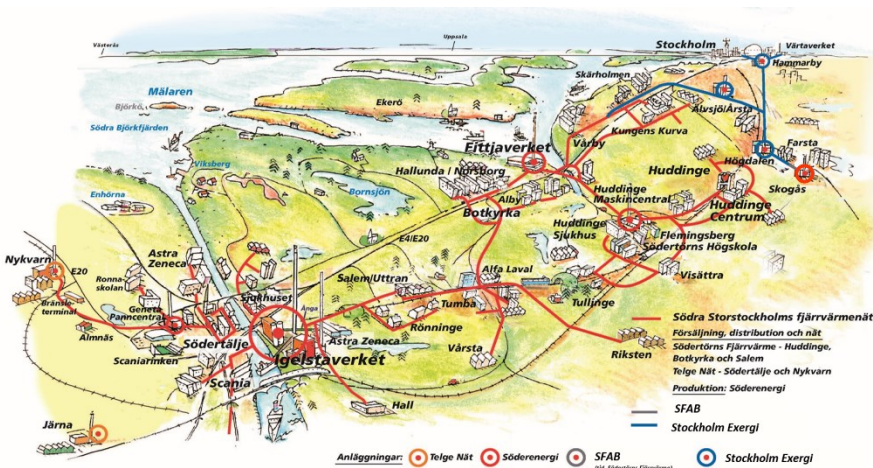 Västerås
Uppsala
Stockholm
Värtaverket
Hammarby
Skärholmen
Mälaren
Björkö
Ekerö
Älvsjö/Årsta
Kungens Kurva
Södra Björkfjärden
Fittjaverket
Vårby
Farsta
Högdalen
Viksberg
Hallunda / Norsborg
Huddinge
Skogås
Enhörna
Bornsjön
Alby
Huddinge
Maskincentral
Huddinge
Centrum
Botkyrka
Huddinge
Sjukhus
Flemingsberg
Södertörns Högskola
E4/E20
Nykvarn
E20
Astra
Zeneca
Ronna-
skolan
Salem/Uttran
Alfa Laval
Visättra
Bränsle-
terminal
Geneta
Panncentral
Sjukhuset
Ånga
Tumba
Tullinge
Almnäs
Södertälje
Astra Zeneca
Rönninge
Scaniarinken
Igelstaverket
Vårsta
Riksten
Scania
Hall
Järna
Södra Storstockholms fjärrvärmenät
Försäljning, distribution och nät
Södertörns Fjärrvärme - Huddinge,
Botkyrka och Salem
Telge Nät - Södertälje och Nykvarn
Produktion: Söderenergi
SFAB
Stockholm Exergi
Anläggningar: Telge Nät Söderenergi SFAB Stockholm Exergi